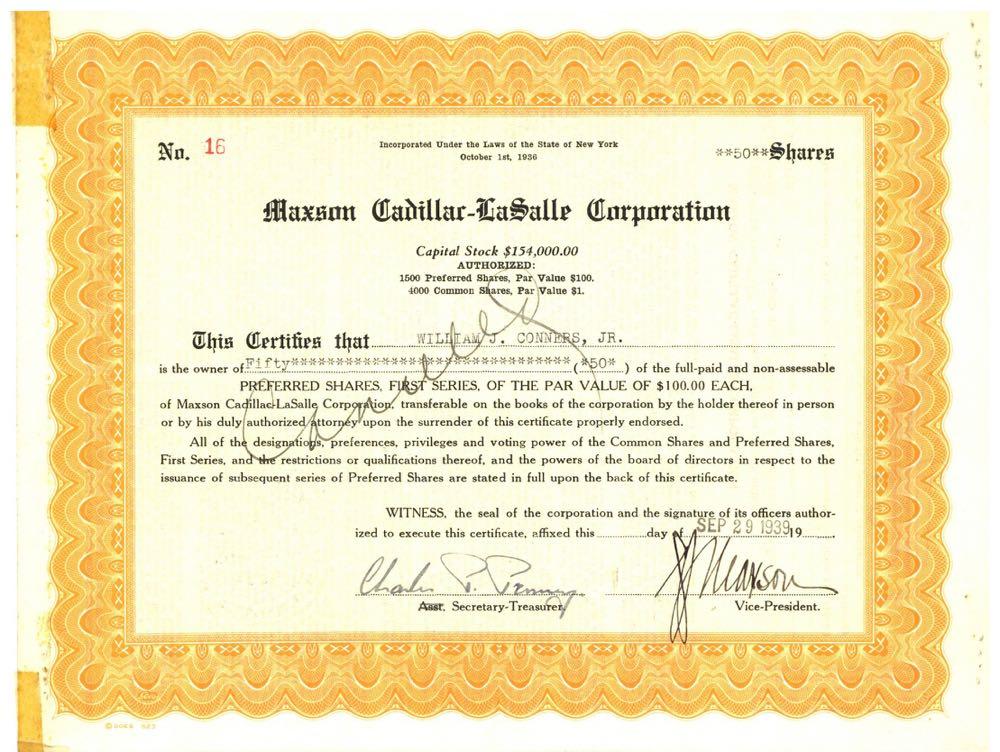 No. 16
Incorporated Under the Laws of the State of New York
October 1st, 1936
**50** Shares
Maxson Cadillac-LaSalle Corporation
Capital Stock $154,000.00
AUTHORIZED:
1500 Preferred Shares, Par Value $100.
4000 Common Shares, Par Value $1.
Cancelled
This Certifies that WILLIAM J. CONNERS, JR.
is the owner of Fifty******************************** (*50*) of the full-paid and non-assessable
PREFERRED SHARES, FIRST SERIES, OF THE PAR VALUE OF $100.00 EACH,
of Maxson Cadillac-LaSalle Corporation, transferable on the books of the corporation by the holder thereof in person
or by his duly authorized attorney upon the surrender of this certificate properly endorsed.
All of the designations, preferences, privileges and voting power of the Common Shares and Preferred Shares,
First Series, and the restrictions or qualifications thereof, and the powers of the board of directors in respect to the
issuance of subsequent series of Preferred Shares are stated in full upon the back of this certificate.
WITNESS, the seal of the corporation and the signature of its officers author-
ized to execute this certificate, affixed this ........ day of SEP 29 1939 19......
Charles P. Penney
J Maxson
Asst. Secretary-Treasurer.
Vice-President.
© GOES 523